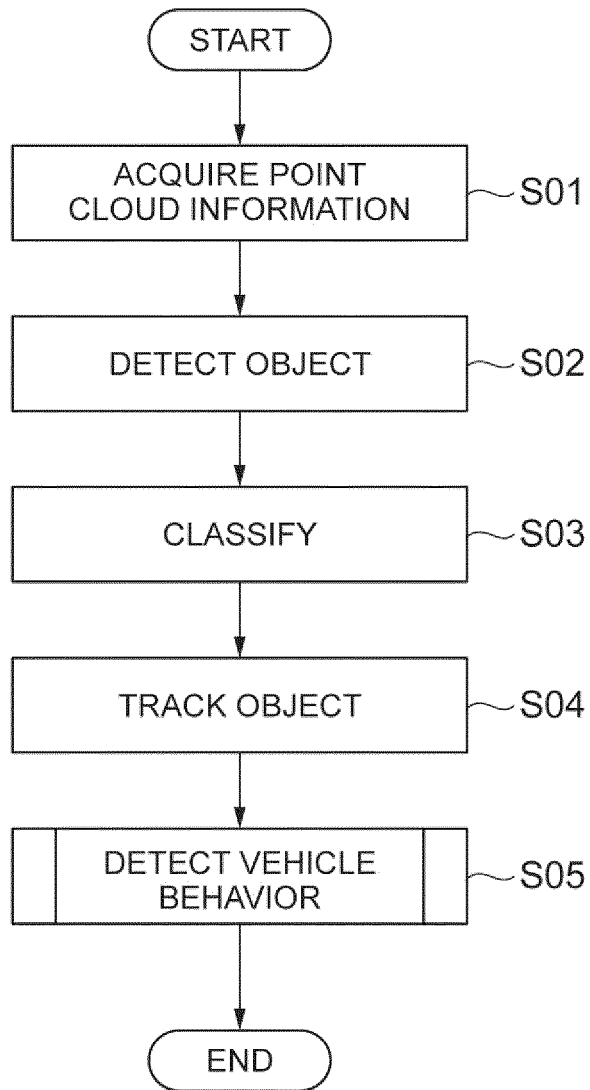 START
ACQUIRE POINT
CLOUD INFORMATION
S01
DETECT OBJECT
S02
CLASSIFY
S03
TRACK OBJECT
S04
DETECT VEHICLE
BEHAVIOR
S05
END